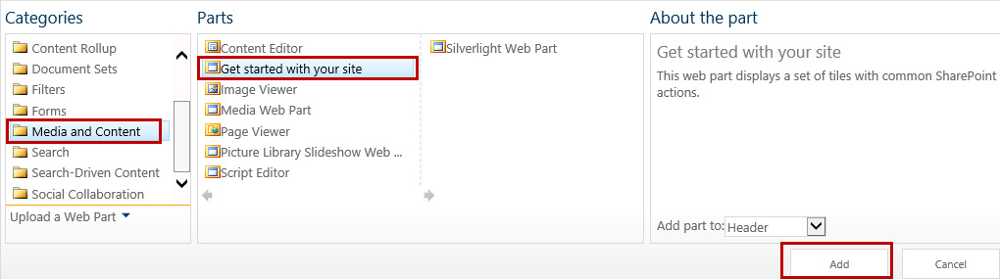 Categories
Content Rollup
Document Sets
Filters
Forms
Media and Content
Search
Search-Driven Content
Social Collaboration
Upload a Web Part
Parts
Content Editor
Get started with your site
Image Viewer
Media Web Part
Page Viewer
Picture Library Slideshow Web ...
Script Editor
Silverlight Web Part
About the part
Get started with your site
This web part displays a set of tiles with common SharePoint
actions.
Add part to: Header
Add
Cancel